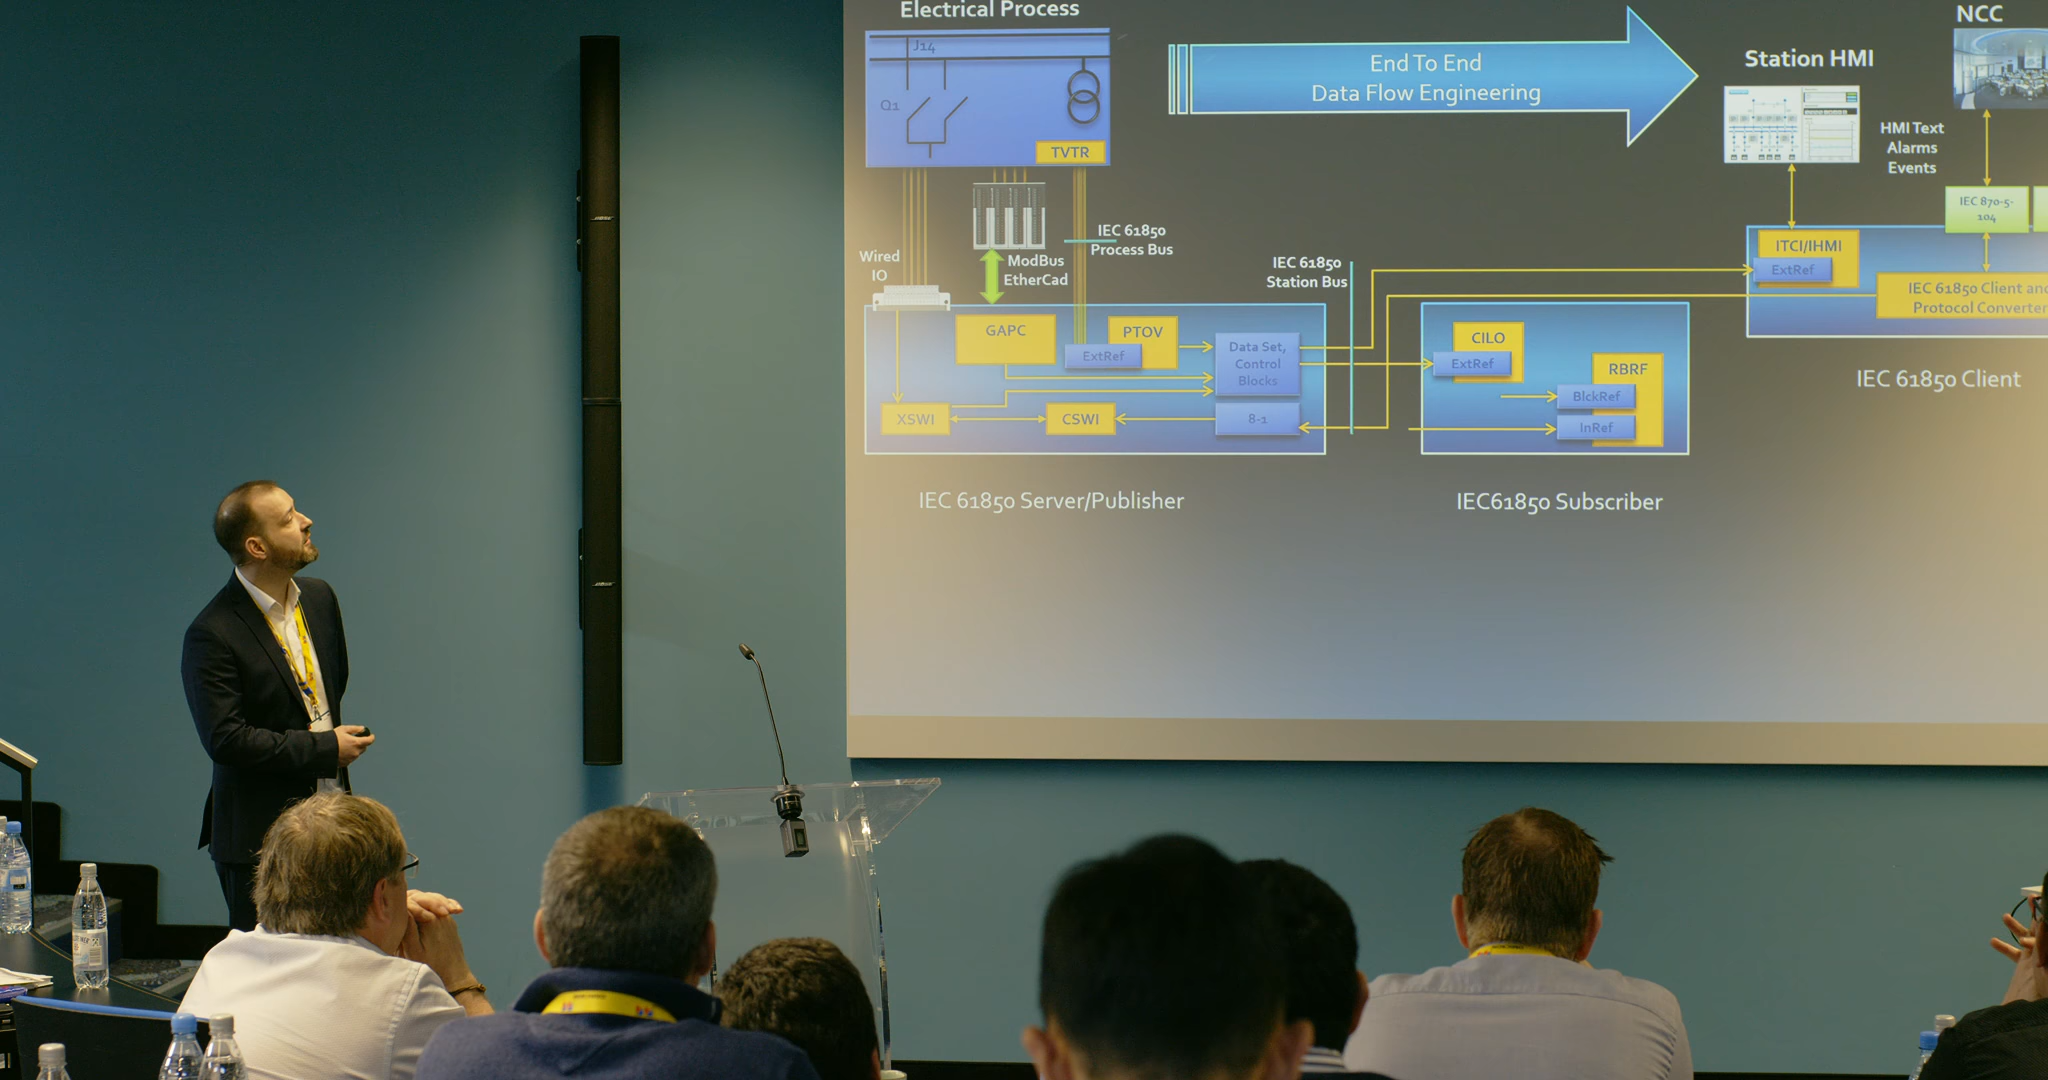 Electrical Process
J14
Q1
TVTR
End To End
Data Flow Engineering
Station HMI
NCC
HMI Text
Alarms
Events
IEC 870-5-
104
Wired
IO
ModBus
EtherCad
IEC 61850
Process Bus
IEC 61850
Station Bus
ITCI/IHMI
ExtRef
IEC 61850 Client and
Protocol Converter
GAPC
PTOV
ExtRef
Data Set,
Control
Blocks
XSWI
CSWI
8-1
CILO
ExtRef
RBRF
BlckRef
InRef
IEC 61850 Client
IEC 61850 Server/Publisher
IEC61850 Subscriber